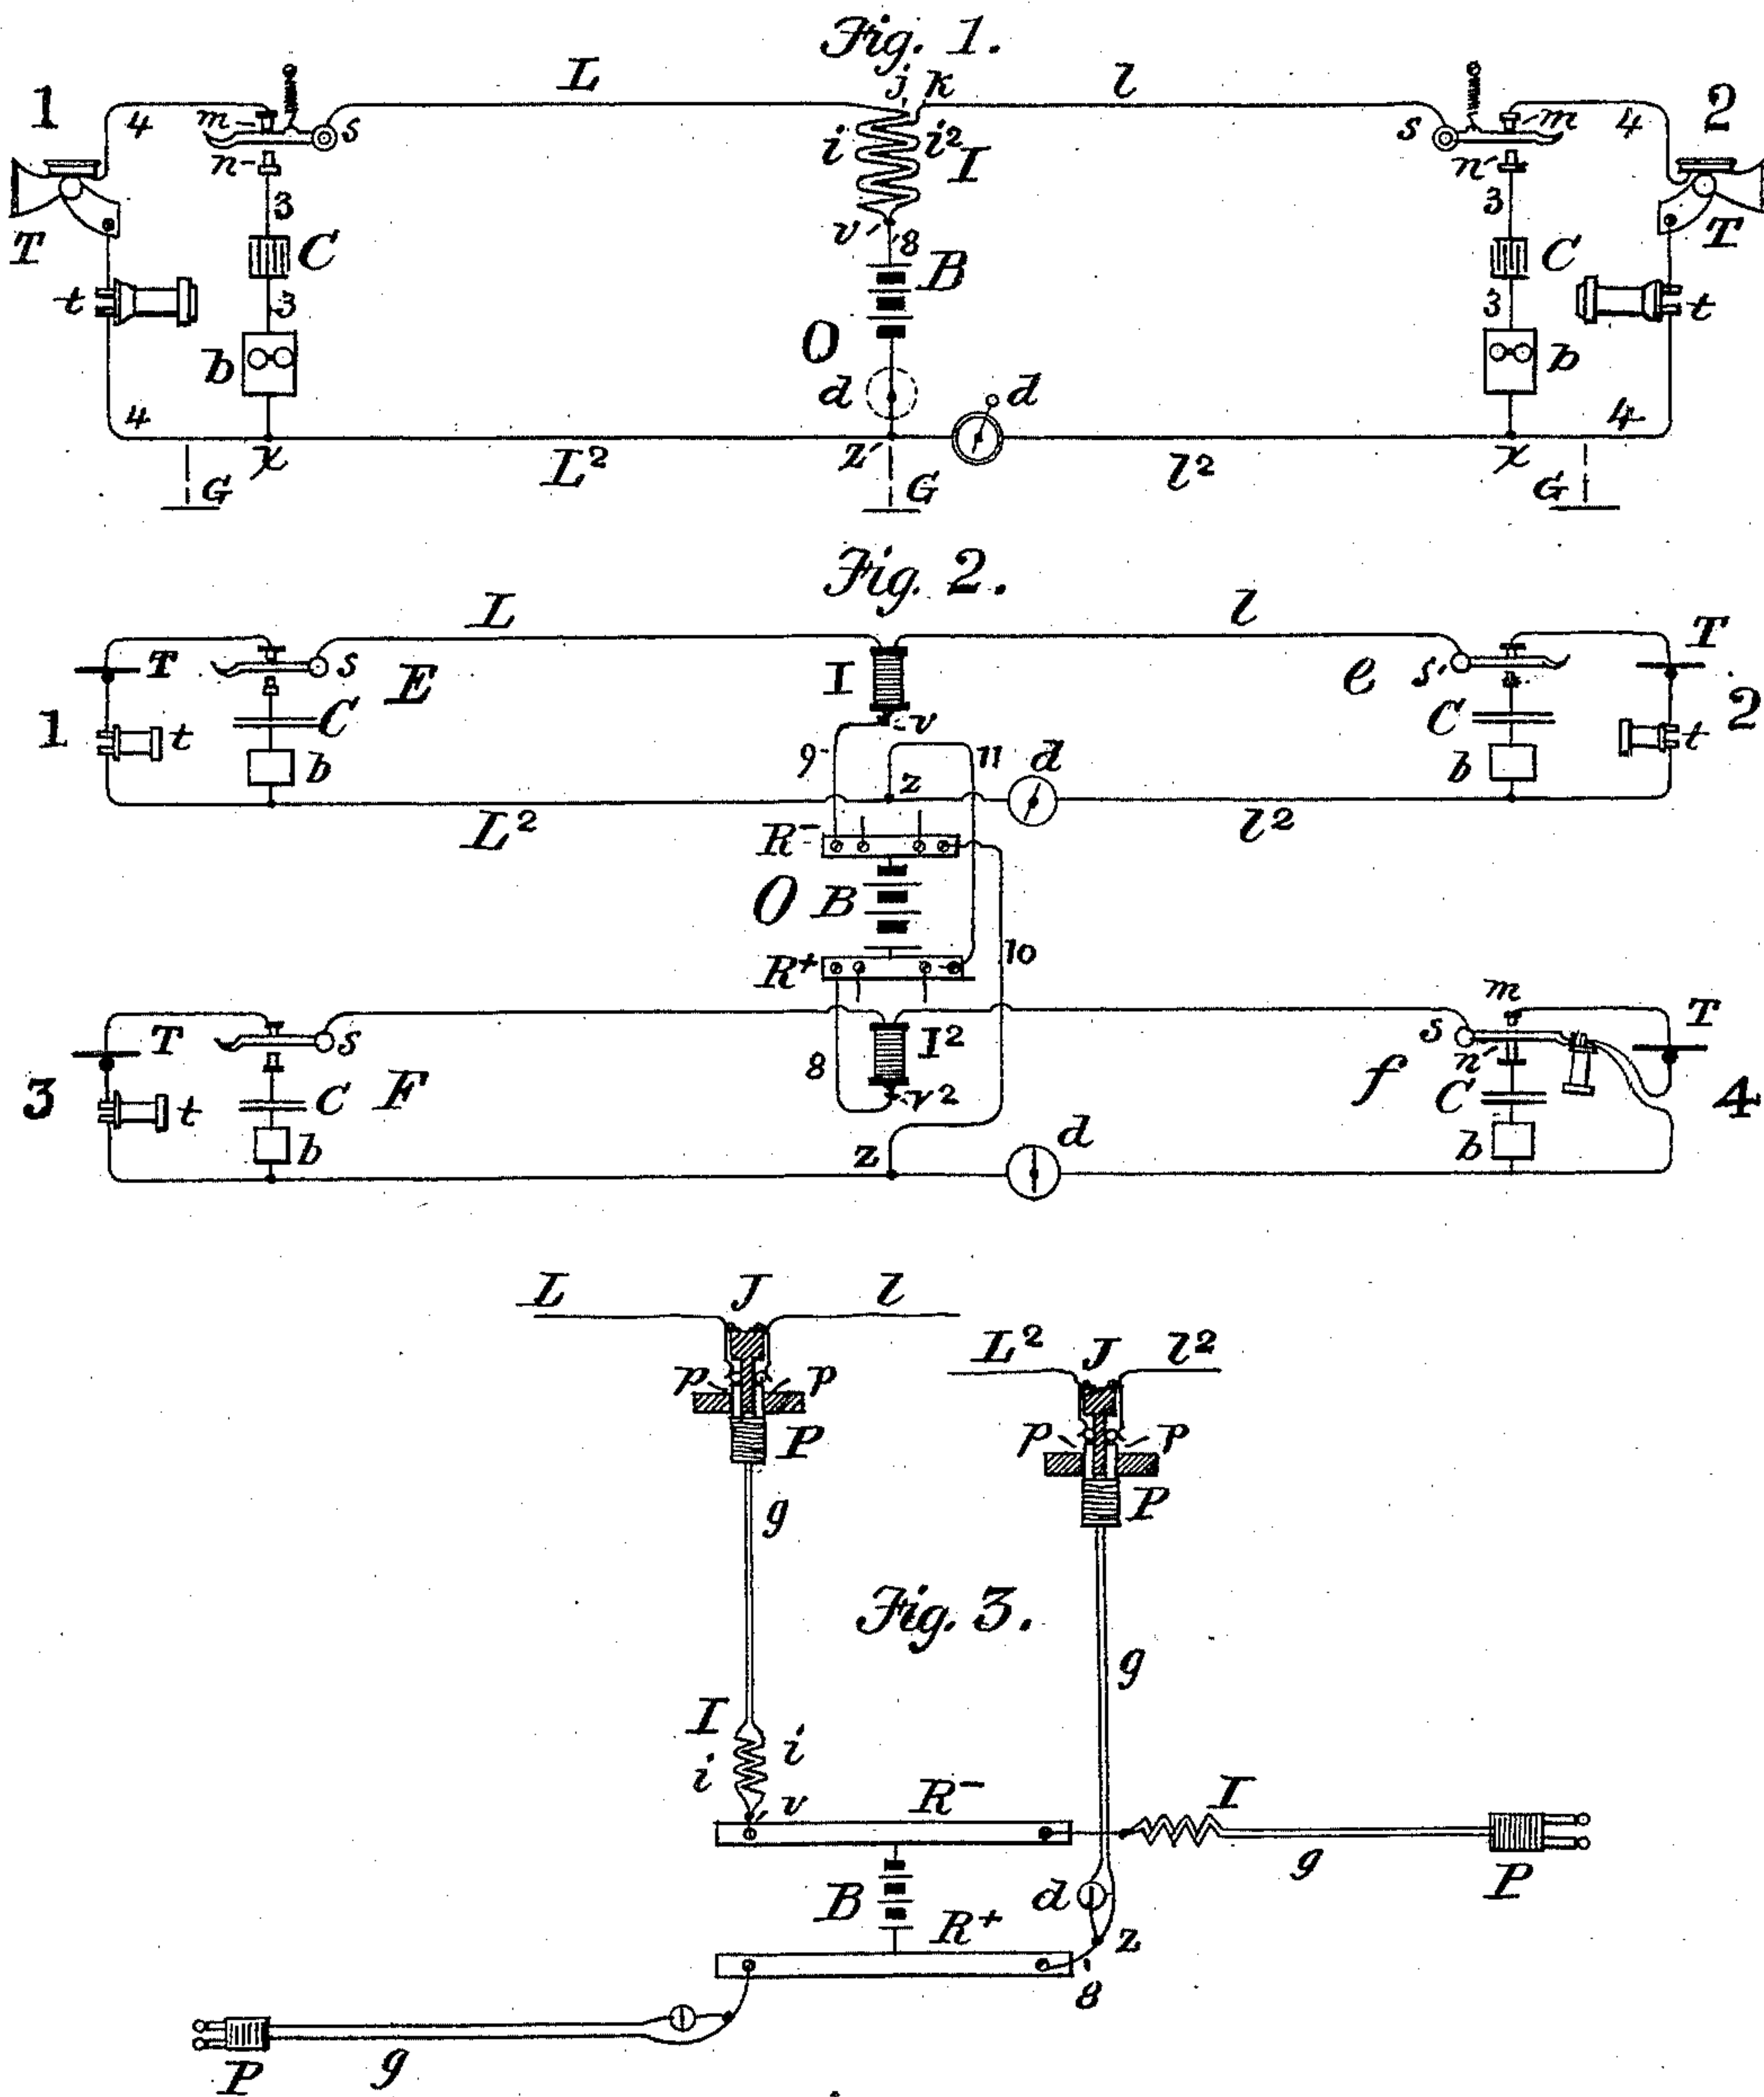 Fig. 1.
1 4 m s L j k l s m 4 2
n i i² I n
T 3 C v 8 B 3 C T
t 3 O 3 t
b d d b
4 x L² z l² x 4
G G G
Fig. 2.
L l T
T s E I e s T
1 C v C 2
t b 9 11 d b t
z
L² R- l²
O B
R+ 10
m
T s I² s T
3 8 n
C F v² f C 4
t b z d b
Fig. 3.
L J l
L² J l²
p p
P p p
g P
g
I i
i
v R- I
g P
B d
R+ z
8
P g